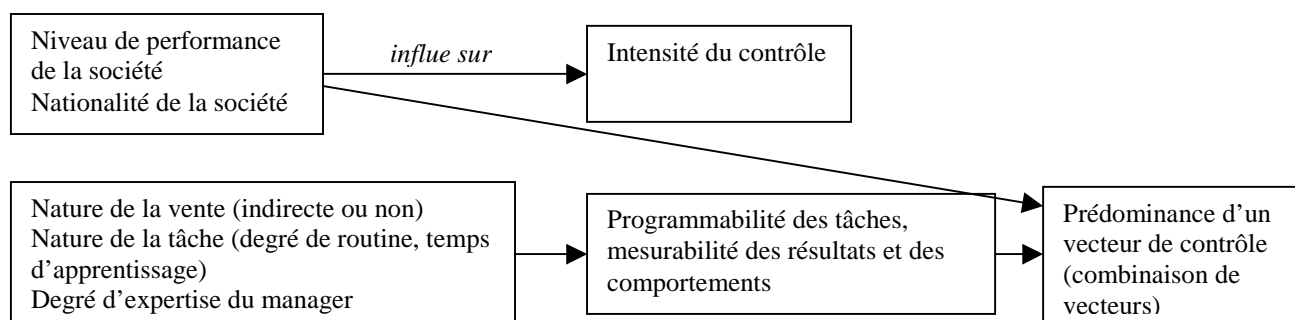 Niveau de performance
de la société
Nationalité de la société
influe sur
Intensité du contrôle
Nature de la vente (indirecte ou non)
Nature de la tâche (degré de routine, temps
d’apprentissage)
Degré d’expertise du manager
Programmabilité des tâches,
mesurabilité des résultats et des
comportements
Prédominance d’un
vecteur de contrôle
(combinaison de
vecteurs)